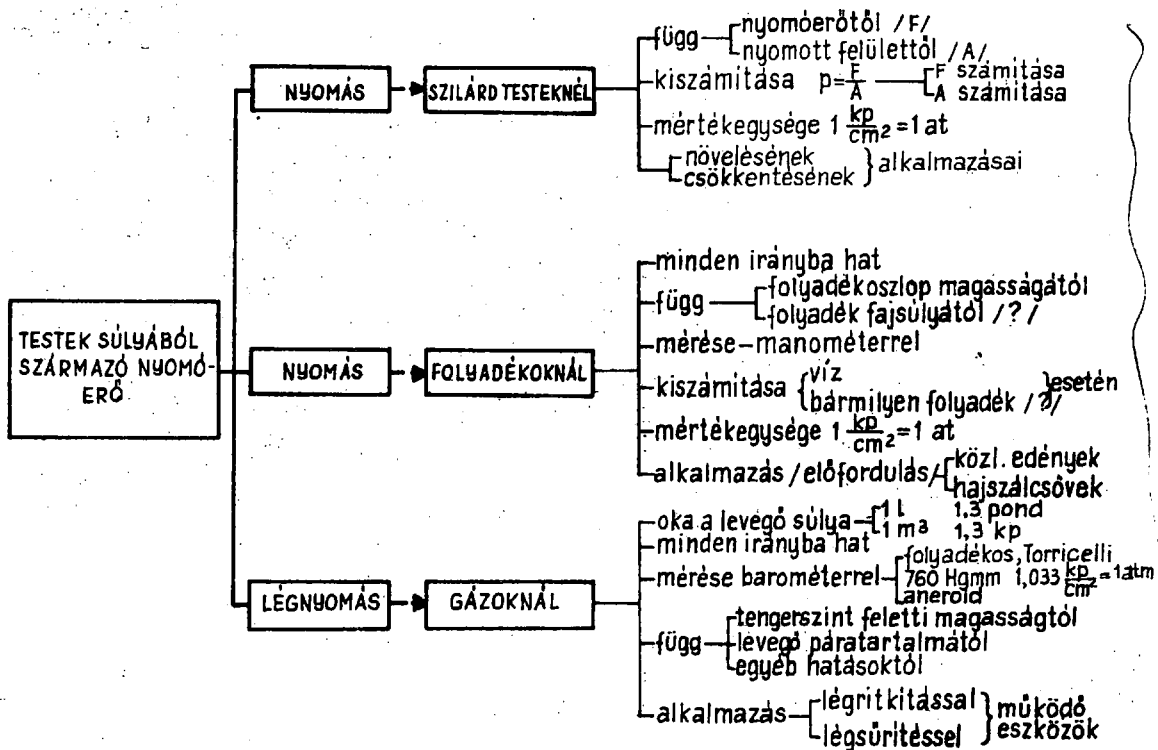 TESTEK SÚLYÁBÓL
SZÁRMAZÓ NYOMÓ-
ERŐ
NYOMÁS
SZILÁRD TESTEKNÉL
függ
nyomóerőtől /F/
nyomott felülettől /A/
kiszámítása p=F/A
F számítása
A számítása
mértékegysége 1 kp/cm² = 1 at
növelésének
csökkentésének } alkalmazásai
NYOMÁS
FOLYADÉKOKNÁL
minden irányba hat
függ
folyadékoszlop magasságától
folyadék fajsúlyától /?/
mérése - manométerrel
kiszámítása { víz
bármilyen folyadék /?/ } esetén
mértékegysége 1 kp/cm² = 1 at
alkalmazás /előfordulás/
közl. edények
hajszálcsövek
LÉGNYOMÁS
GÁZOKNÁL
oka a levegő súlya
1 l 1,3 pond
1 m3 1,3 kp
minden irányba hat
mérése barométerrel
folyadékos, Torricelli
760 Hgmm 1,033 kp/cm² = 1 atm
aneroid
függ
tengerszint feletti magasságtól
levegő páratartalmától
egyéb hatásoktól
alkalmazás
légritkítással
légsűrítéssel } működő
eszközök